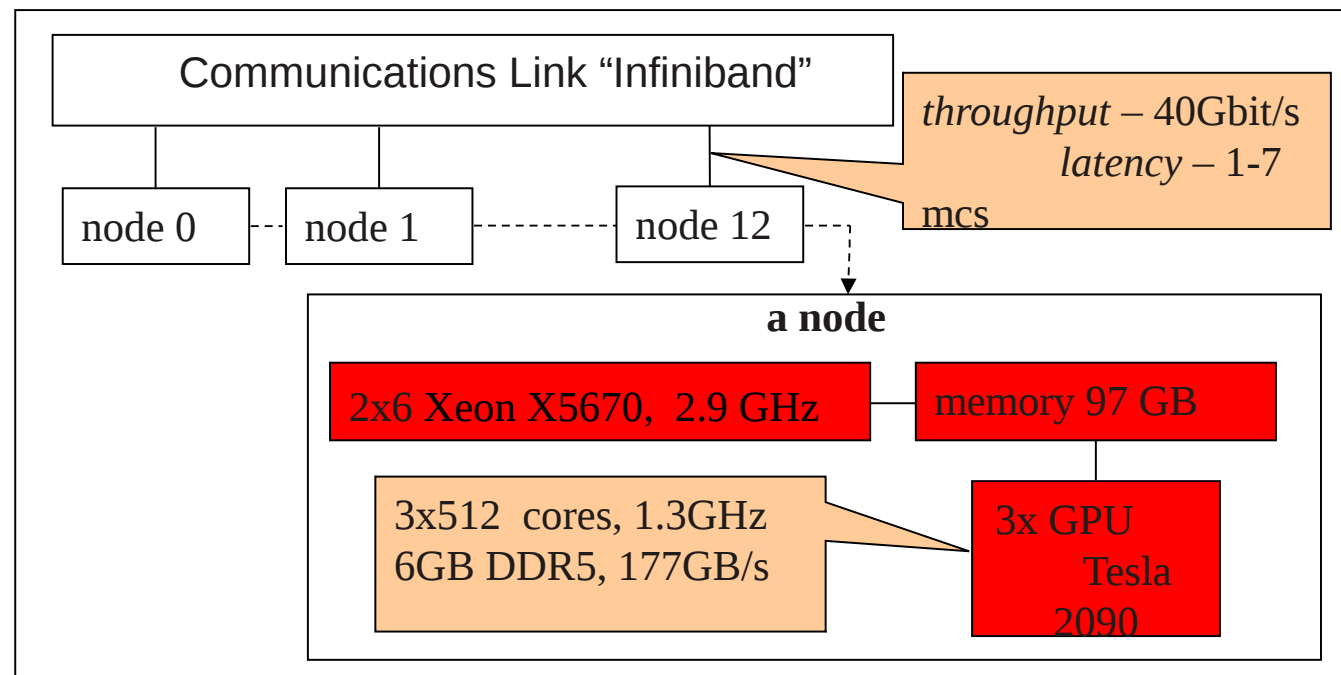 Communications Link “Infiniband”
throughput – 40Gbit/s
latency – 1-7
mcs
node 0
node 1
node 12
a node
2x6 Xeon X5670, 2.9 GHz
memory 97 GB
3x512 cores, 1.3GHz
6GB DDR5, 177GB/s
3x GPU
Tesla
2090